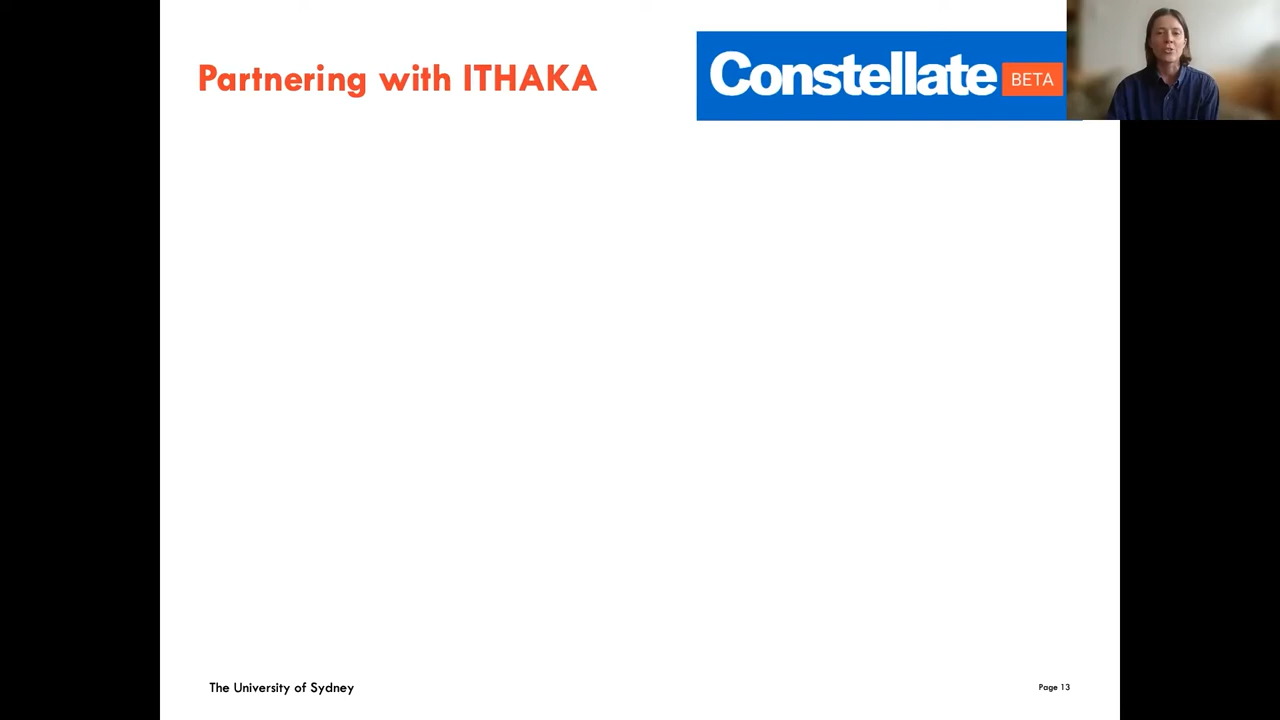 Partnering with ITHAKA
Constellate BETA
The University of Sydney
Page 13